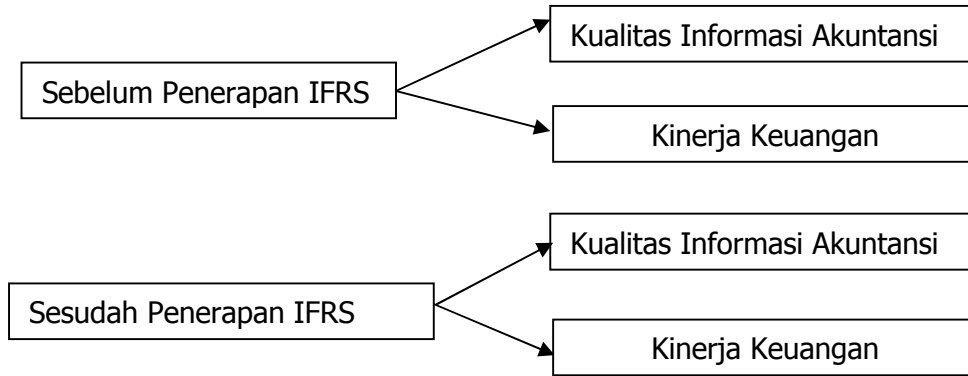 Kualitas Informasi Akuntansi
Sebelum Penerapan IFRS
Kinerja Keuangan
Kualitas Informasi Akuntansi
Sesudah Penerapan IFRS
Kinerja Keuangan